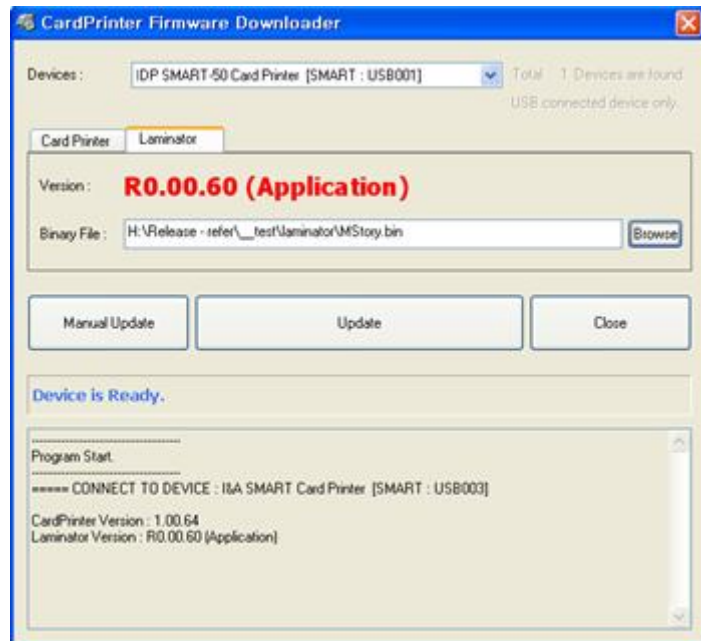 CardPrinter Firmware Downloader
Devices : IDP SMART-50 Card Printer [SMART : USB001] Total 1 Devices are found
USB connected device only.
Card Printer Laminator
Version : R0.00.60 (Application)
Binary File : H:\Release - refer\__test\laminator\MStory.bin Browse
Manual Update Update Close
Device is Ready.
-----------------------------------
Program Start.
-----------------------------------
===== CONNECT TO DEVICE : I&A SMART Card Printer [SMART : USB003]
CardPrinter Version : 1.00.64
Laminator Version : R0.00.60 (Application)